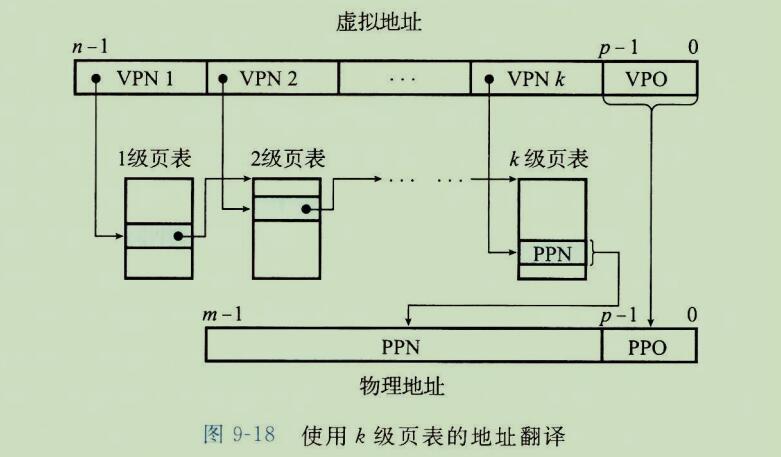 虚拟地址
n-1 p-1 0
VPN 1 VPN 2 ... VPN k VPO
1级页表 2级页表 k级页表
... ...
PPN
m-1 p-1 0
PPN PPO
物理地址
图 9-18 使用 k 级页表的地址翻译